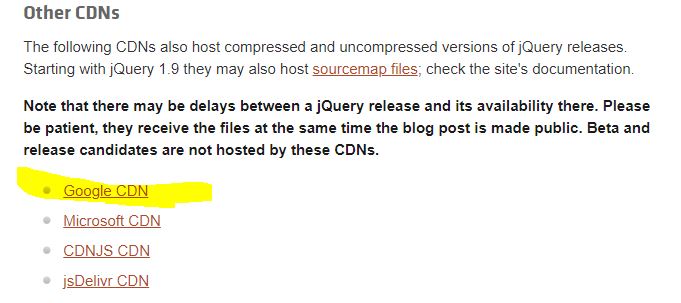 Other CDNs
The following CDNs also host compressed and uncompressed versions of jQuery releases.
Starting with jQuery 1.9 they may also host sourcemap files; check the site's documentation.
Note that there may be delays between a jQuery release and its availability there. Please
be patient, they receive the files at the same time the blog post is made public. Beta and
release candidates are not hosted by these CDNs.
Google CDN
Microsoft CDN
CDNJS CDN
jsDelivr CDN